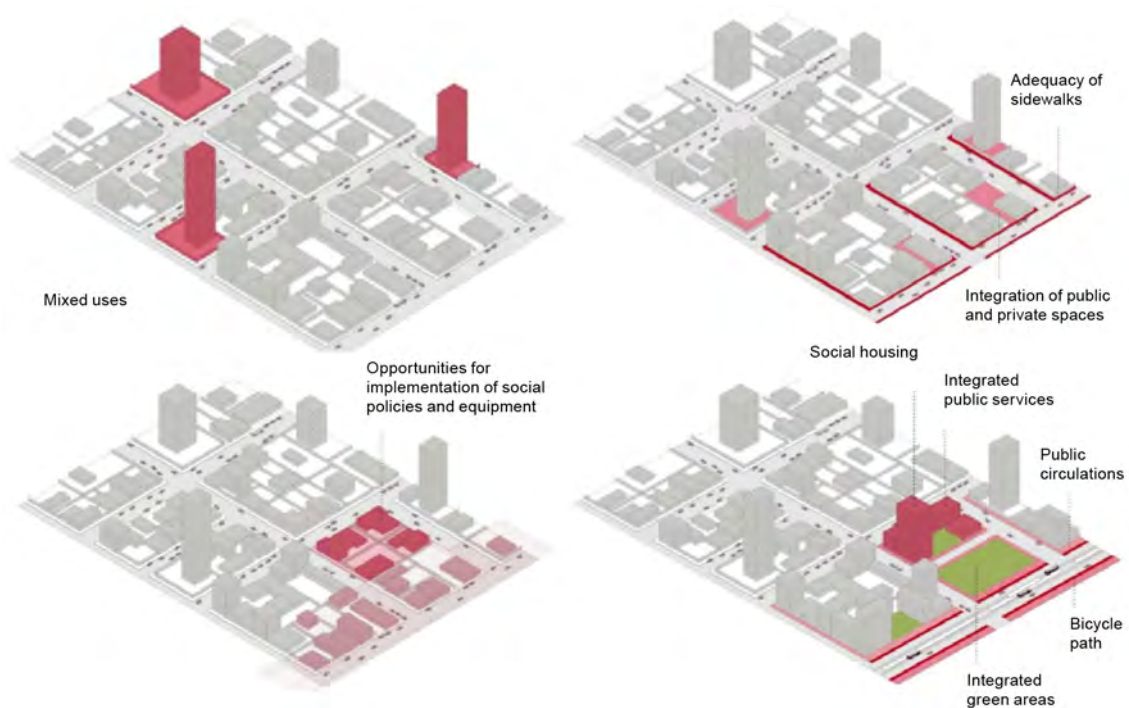 Adequacy of
sidewalks
Mixed uses
Integration of public
and private spaces
Opportunities for
implementation of social
policies and equipment
Social housing
Integrated
public services
Public
circulations
Bicycle
path
Integrated
green areas